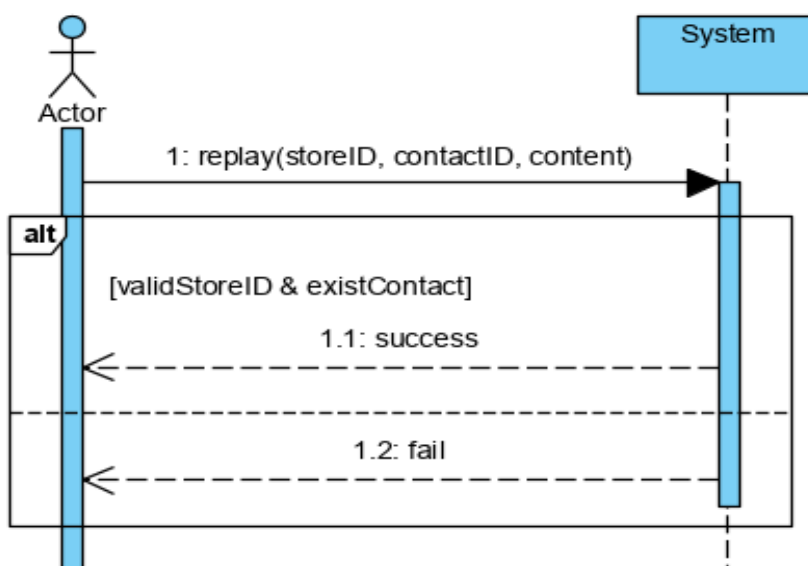 System
Actor
1: replay(storeID, contactID, content)
alt
[validStoreID & existContact]
1.1: success
1.2: fail